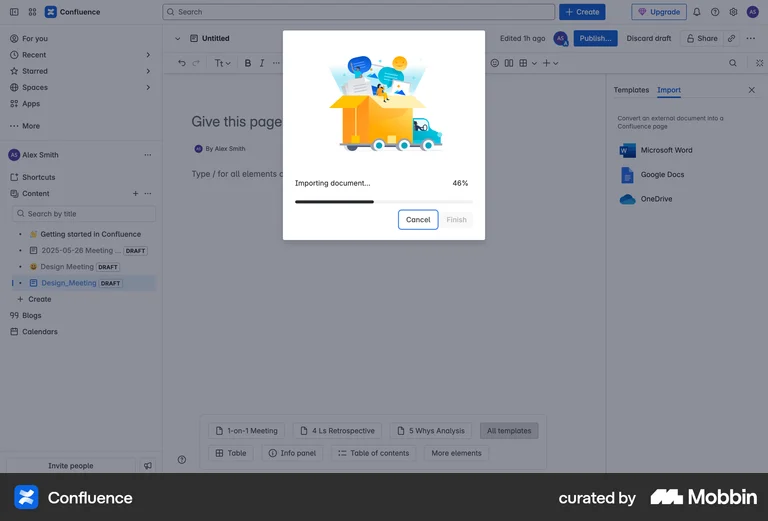 Confluence
Search
+ Create
Upgrade
AS
For you
Recent
Starred
Spaces
Apps
More
AS Alex Smith
Shortcuts
Content
Search by title
Getting started in Confluence
2025-05-26 Meeting ... DRAFT
Design Meeting DRAFT
Design_Meeting DRAFT
+ Create
Blogs
Calendars
Invite people
Untitled
Edited 1h ago
AS
Publish...
Discard draft
Share
Tt
B I
Give this page
AS By Alex Smith
Type / for all elements
Importing document...
46%
Cancel
Finish
Templates
Import
Convert an external document into a
Confluence page
Microsoft Word
Google Docs
OneDrive
1-on-1 Meeting
4 Ls Retrospective
5 Whys Analysis
All templates
Table
Info panel
Table of contents
More elements
Confluence
curated by
Mobbin